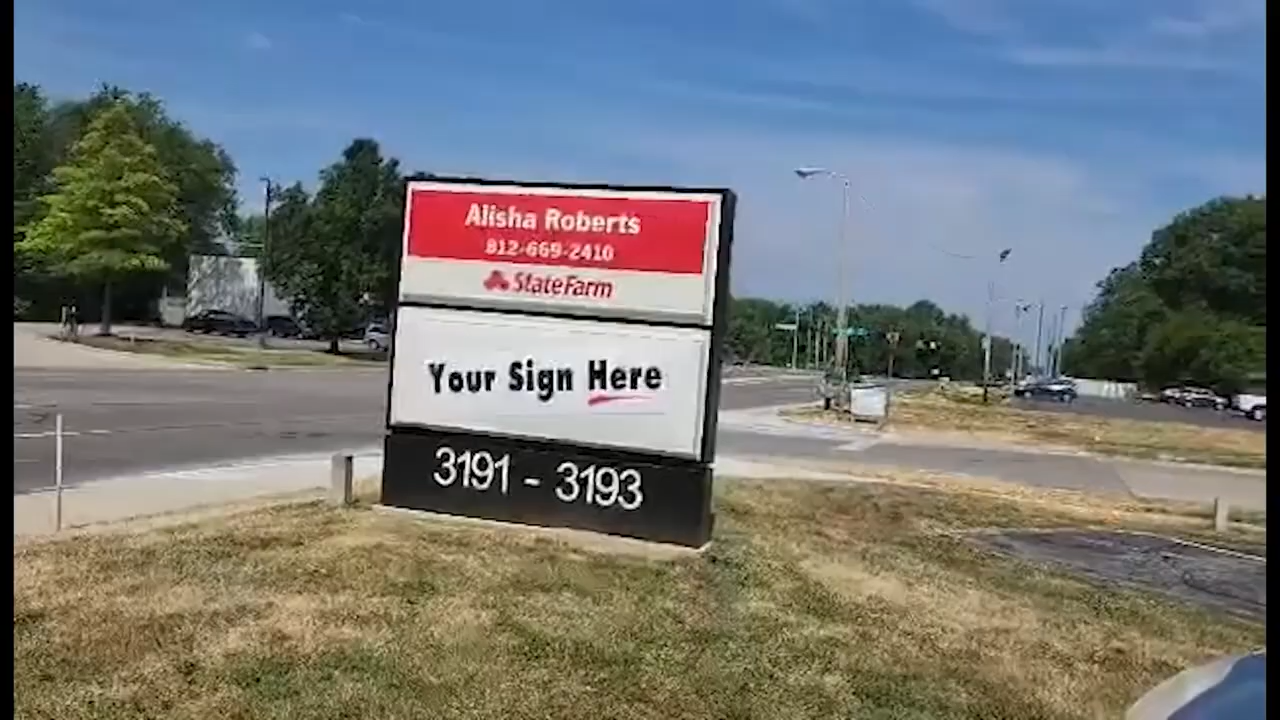 Alisha Roberts
812-669-2410
StateFarm
Your Sign Here
3191 - 3193